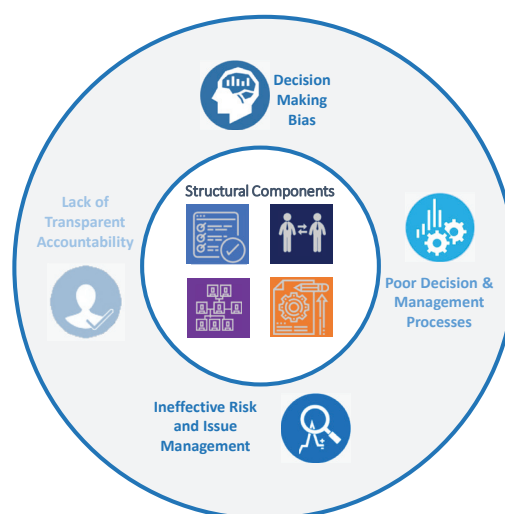 Decision
Making
Bias
Structural Components
Lack of
Transparent
Accountability
Poor Decision &
Management
Processes
Ineffective Risk
and Issue
Management